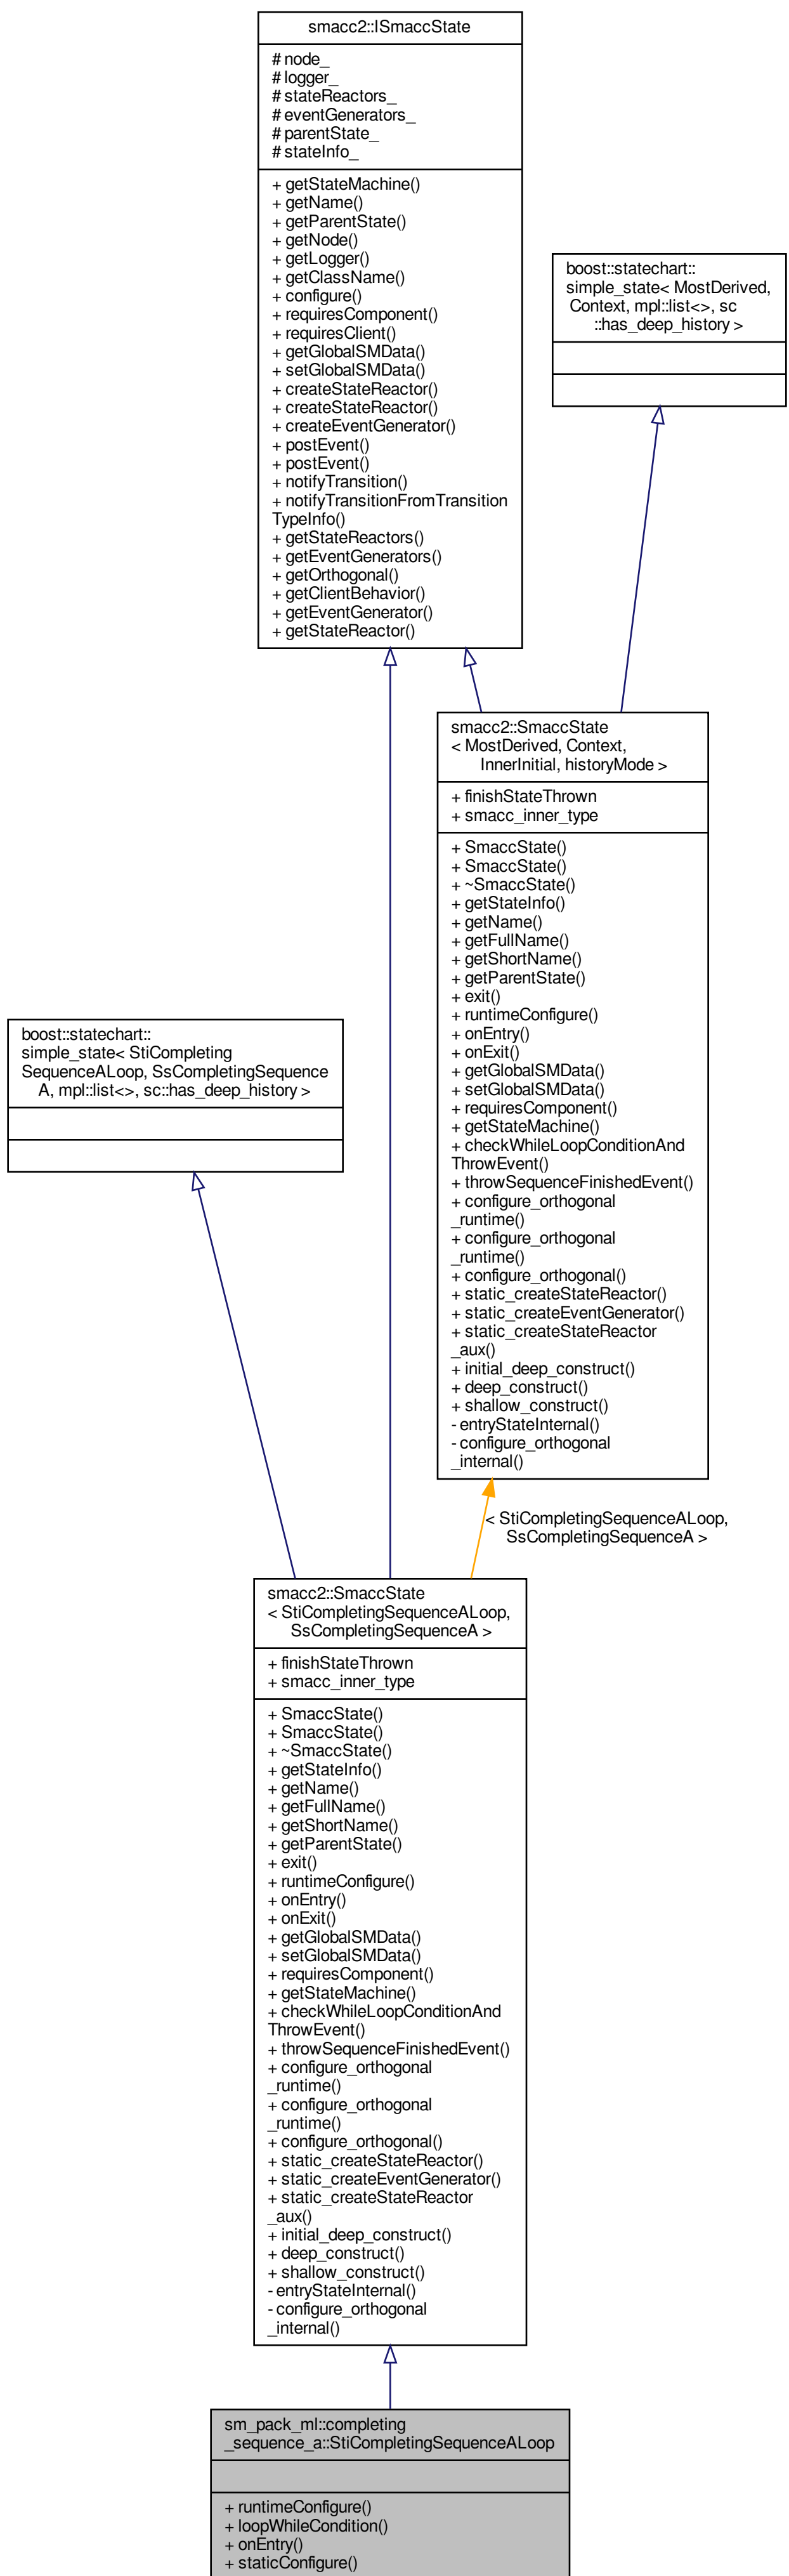 smacc2::ISmaccState
# node_
# logger_
# stateReactors_
# eventGenerators_
# parentState_
# stateInfo_
+ getStateMachine()
+ getName()
+ getParentState()
+ getNode()
+ getLogger()
+ getClassName()
+ configure()
+ requiresComponent()
+ requiresClient()
+ getGlobalSMData()
+ setGlobalSMData()
+ createStateReactor()
+ createStateReactor()
+ createEventGenerator()
+ postEvent()
+ postEvent()
+ notifyTransition()
+ notifyTransitionFromTransition
TypeInfo()
+ getStateReactors()
+ getEventGenerators()
+ getOrthogonal()
+ getClientBehavior()
+ getEventGenerator()
+ getStateReactor()
boost::statechart::
simple_state< MostDerived,
Context, mpl::list<>, sc
::has_deep_history >
smacc2::SmaccState
< MostDerived, Context,
InnerInitial, historyMode >
+ finishStateThrown
+ smacc_inner_type
+ SmaccState()
+ SmaccState()
+ ~SmaccState()
+ getStateInfo()
+ getName()
+ getFullName()
+ getShortName()
+ getParentState()
+ exit()
+ runtimeConfigure()
+ onEntry()
+ onExit()
+ getGlobalSMData()
+ setGlobalSMData()
+ requiresComponent()
+ getStateMachine()
+ checkWhileLoopConditionAnd
ThrowEvent()
+ throwSequenceFinishedEvent()
+ configure_orthogonal
_runtime()
+ configure_orthogonal
_runtime()
+ configure_orthogonal()
+ static_createStateReactor()
+ static_createEventGenerator()
+ static_createStateReactor
_aux()
+ initial_deep_construct()
+ deep_construct()
+ shallow_construct()
- entryStateInternal()
- configure_orthogonal
_internal()
boost::statechart::
simple_state< StiCompleting
SequenceALoop, SsCompletingSequence
A, mpl::list<>, sc::has_deep_history >
< StiCompletingSequenceALoop,
SsCompletingSequenceA >
smacc2::SmaccState
< StiCompletingSequenceALoop,
SsCompletingSequenceA >
+ finishStateThrown
+ smacc_inner_type
+ SmaccState()
+ SmaccState()
+ ~SmaccState()
+ getStateInfo()
+ getName()
+ getFullName()
+ getShortName()
+ getParentState()
+ exit()
+ runtimeConfigure()
+ onEntry()
+ onExit()
+ getGlobalSMData()
+ setGlobalSMData()
+ requiresComponent()
+ getStateMachine()
+ checkWhileLoopConditionAnd
ThrowEvent()
+ throwSequenceFinishedEvent()
+ configure_orthogonal
_runtime()
+ configure_orthogonal
_runtime()
+ configure_orthogonal()
+ static_createStateReactor()
+ static_createEventGenerator()
+ static_createStateReactor
_aux()
+ initial_deep_construct()
+ deep_construct()
+ shallow_construct()
- entryStateInternal()
- configure_orthogonal
_internal()
sm_pack_ml::completing
_sequence_a::StiCompletingSequenceALoop
+ runtimeConfigure()
+ loopWhileCondition()
+ onEntry()
+ staticConfigure()